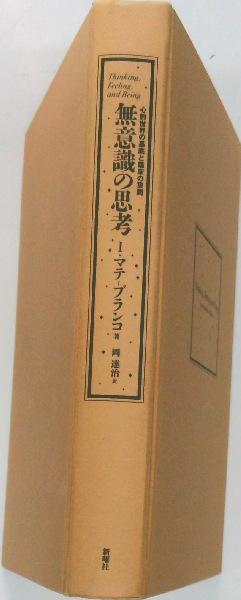 Thinking,
Feeling,
and Being
無意識の思考
心的世界の基底と臨床の空間
I・マテ-ブランコ 著
岡 達治 訳
新曜社